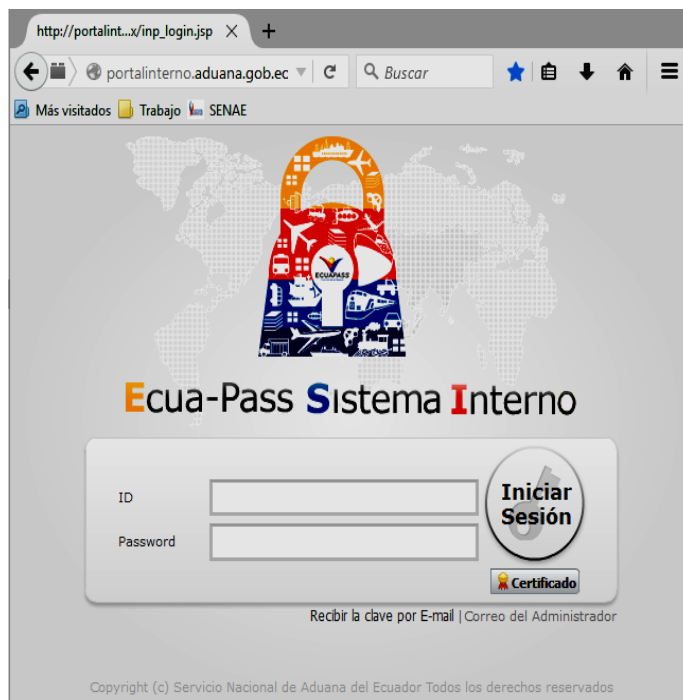 http://portalint...x/inp_login.jsp
portalinterno.aduana.gob.ec
Buscar
Más visitados Trabajo SENAE
ECUAPASS
Ecua-Pass Sistema Interno
ID
Iniciar
Sesión
Password
Certificado
Recibir la clave por E-mail | Correo del Administrador
Copyright (c) Servicio Nacional de Aduana del Ecuador Todos los derechos reservados